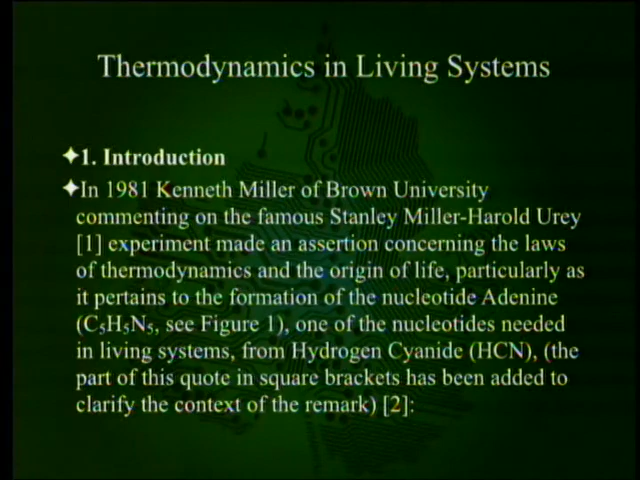 Thermodynamics in Living Systems
✦1. Introduction
✦In 1981 Kenneth Miller of Brown University
commenting on the famous Stanley Miller-Harold Urey
[1] experiment made an assertion concerning the laws
of thermodynamics and the origin of life, particularly as
it pertains to the formation of the nucleotide Adenine
(C₅H₅N₅, see Figure 1), one of the nucleotides needed
in living systems, from Hydrogen Cyanide (HCN), (the
part of this quote in square brackets has been added to
clarify the context of the remark) [2]: